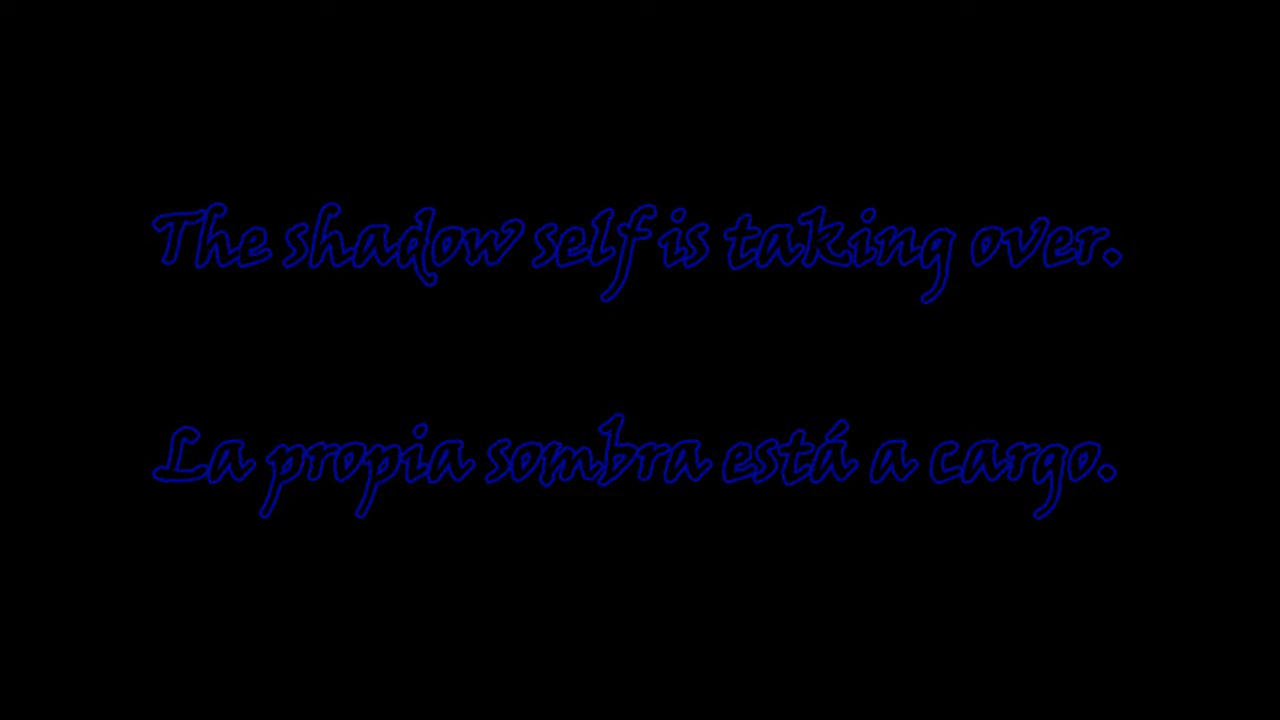 The shadow self is taking over.
La propia sombra está a cargo.